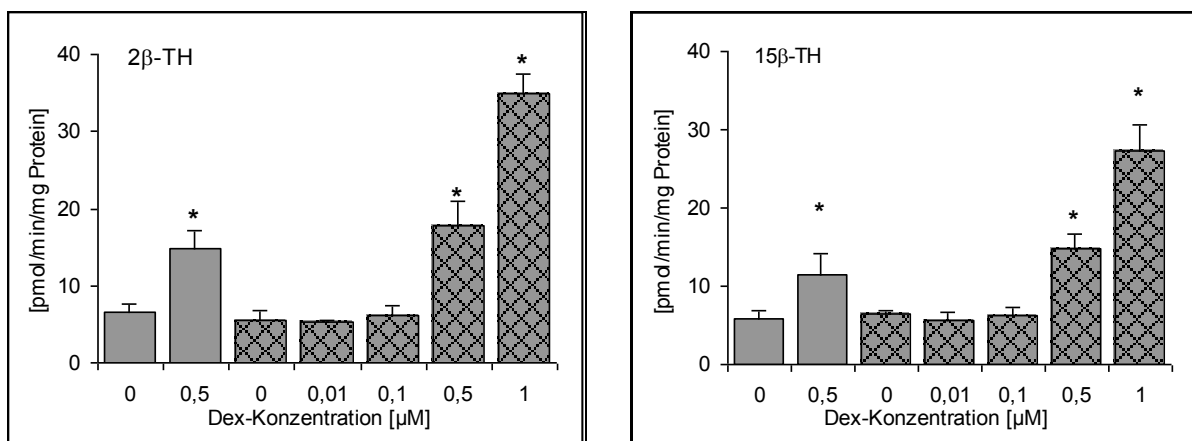 2β-TH
[pmol/min/mg Protein]
40
30
20
10
0
*
*
*
0 0,5 0 0,01 0,1 0,5 1
Dex-Konzentration [µM]
15β-TH
[pmol/min/mg Protein]
40
30
20
10
0
*
*
*
0 0,5 0 0,01 0,1 0,5 1
Dex-Konzentration [µM]